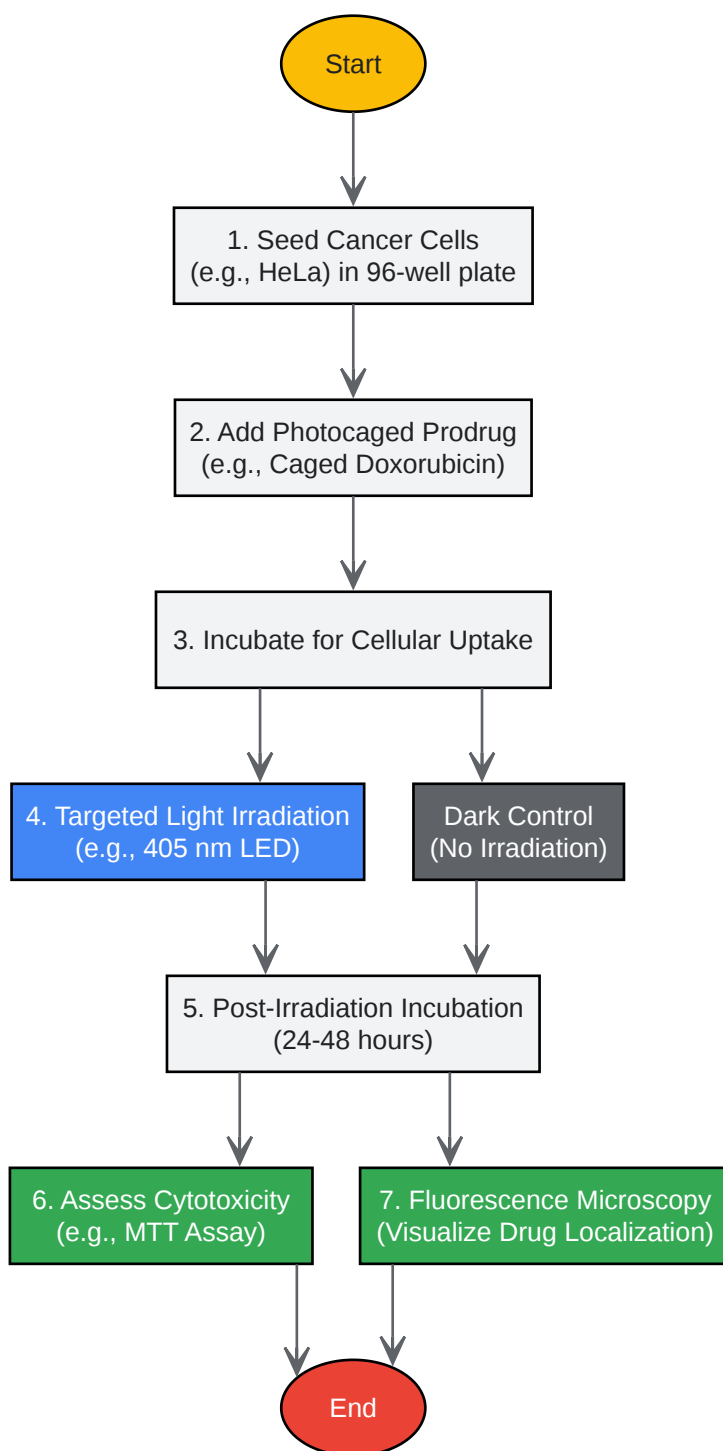 Start
1. Seed Cancer Cells
(e.g., HeLa) in 96-well plate
2. Add Photocaged Prodrug
(e.g., Caged Doxorubicin)
3. Incubate for Cellular Uptake
4. Targeted Light Irradiation
(e.g., 405 nm LED)
Dark Control
(No Irradiation)
5. Post-Irradiation Incubation
(24-48 hours)
6. Assess Cytotoxicity
(e.g., MTT Assay)
7. Fluorescence Microscopy
(Visualize Drug Localization)
End